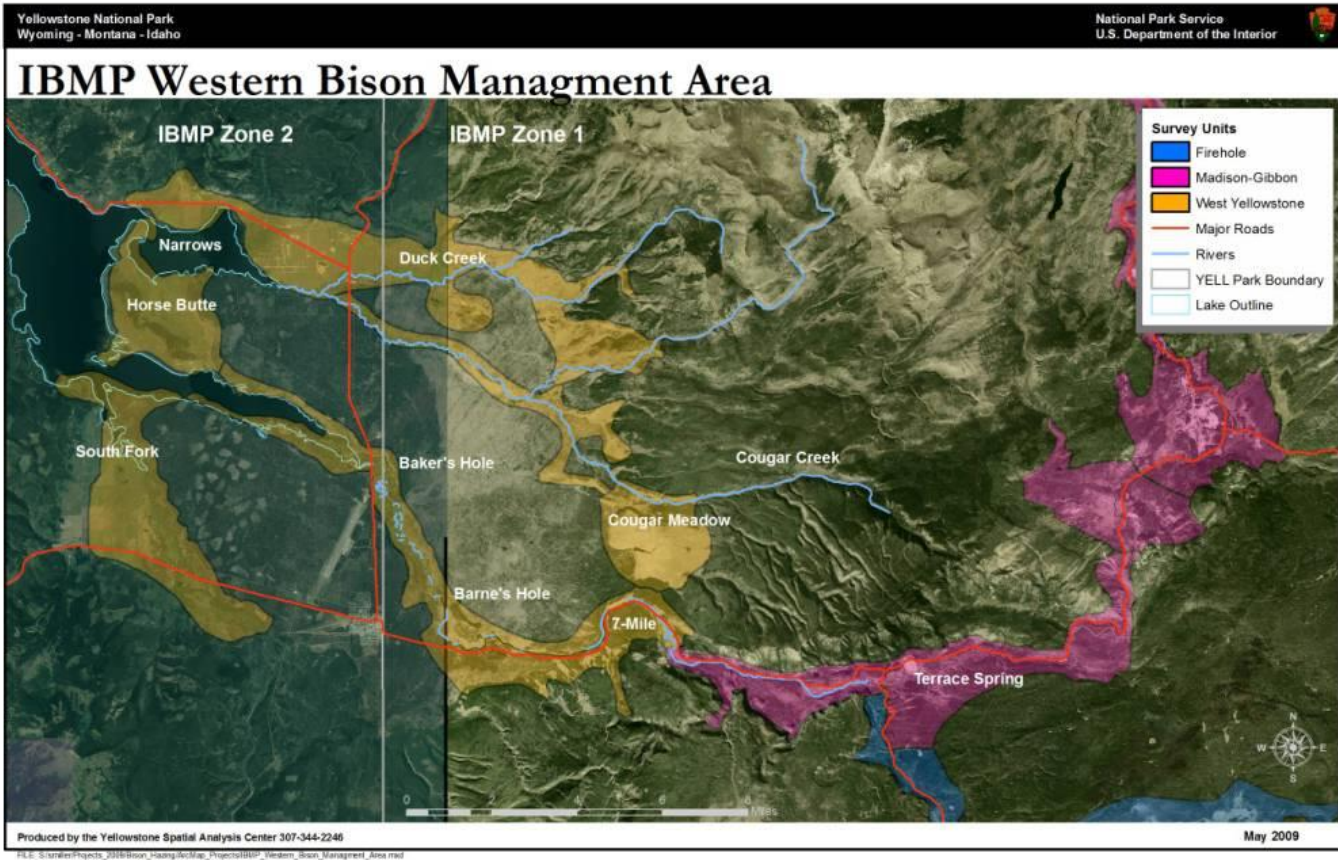 Yellowstone National Park
Wyoming - Montana - Idaho
National Park Service
U.S. Department of the Interior
IBMP Western Bison Managment Area
IBMP Zone 2
IBMP Zone 1
Survey Units
Firehole
Madison-Gibbon
West Yellowstone
Major Roads
Rivers
YELL Park Boundary
Lake Outline
Narrows
Duck Creek
Horse Butte
South Fork
Baker's Hole
Cougar Creek
Cougar Meadow
Barne's Hole
7-Mile
Terrace Spring
N
W
E
S
0
8
Miles
Produced by the Yellowstone Spatial Analysis Center 307-344-2246
May 2009